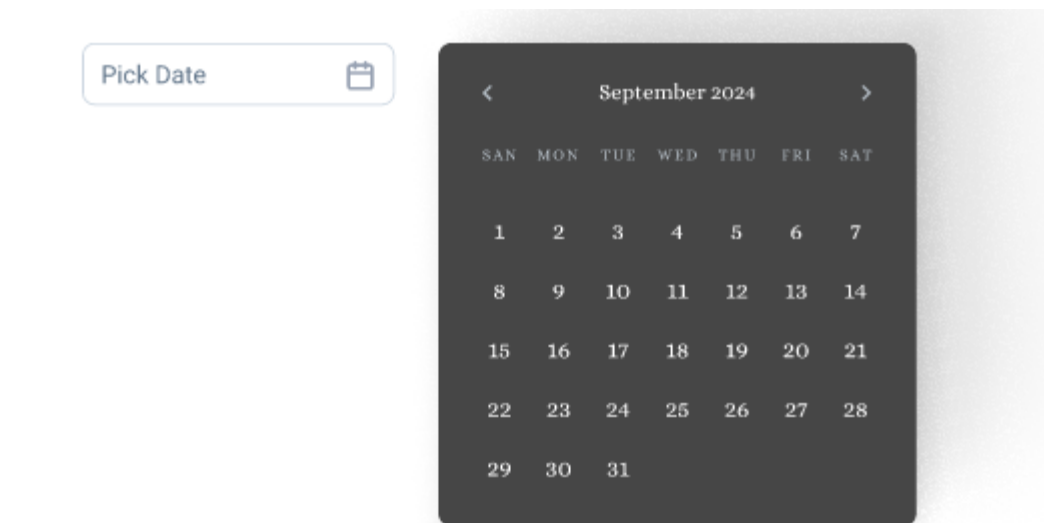 Pick Date
September 2024
SAN MON TUE WED THU FRI SAT
1 2 3 4 5 6 7
8 9 10 11 12 13 14
15 16 17 18 19 20 21
22 23 24 25 26 27 28
29 30 31